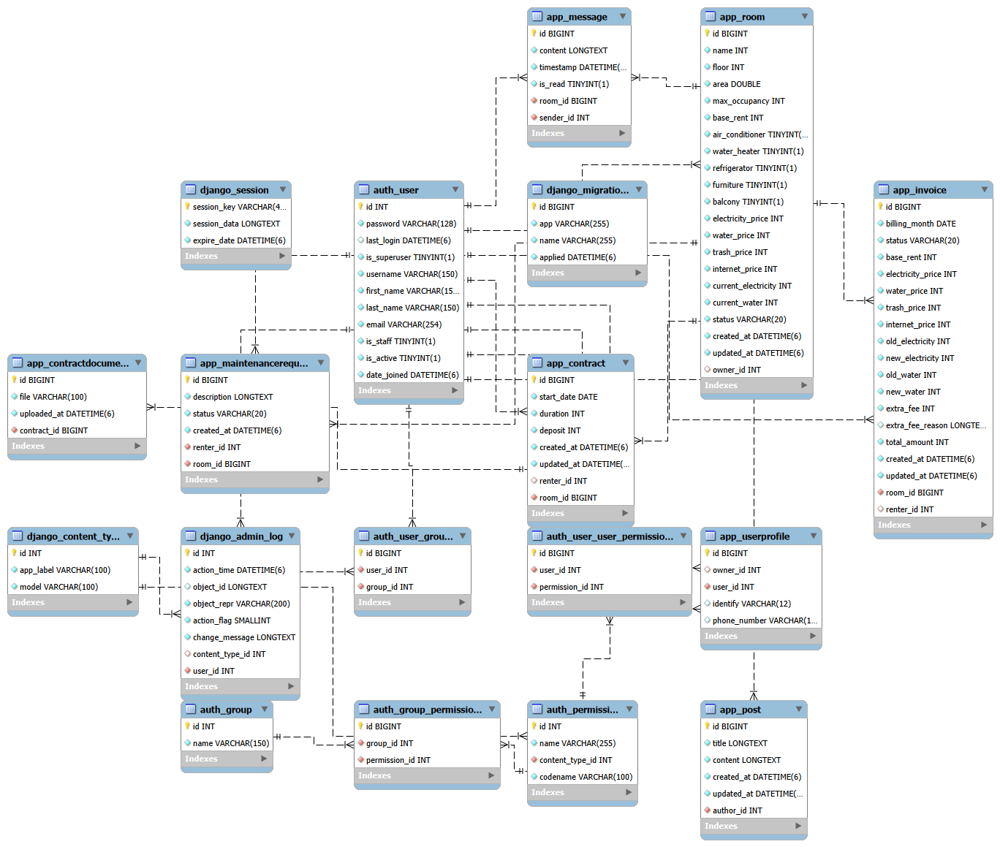 app_message
id BIGINT
content LONGTEXT
timestamp DATETIME(...
is_read TINYINT(1)
room_id BIGINT
sender_id INT
Indexes
app_room
id BIGINT
name INT
floor INT
area DOUBLE
max_occupancy INT
base_rent INT
air_conditioner TINYINT(...
water_heater TINYINT(1)
refrigerator TINYINT(1)
furniture TINYINT(1)
balcony TINYINT(1)
electricity_price INT
water_price INT
trash_price INT
internet_price INT
current_electricity INT
current_water INT
status VARCHAR(20)
created_at DATETIME(6)
updated_at DATETIME(6)
owner_id INT
Indexes
django_session
session_key VARCHAR(4...
session_data LONGTEXT
expire_date DATETIME(6)
Indexes
auth_user
id INT
password VARCHAR(128)
last_login DATETIME(6)
is_superuser TINYINT(1)
username VARCHAR(150)
first_name VARCHAR(15...
last_name VARCHAR(150)
email VARCHAR(254)
is_staff TINYINT(1)
is_active TINYINT(1)
date_joined DATETIME(6)
Indexes
django_migratio...
id BIGINT
app VARCHAR(255)
name VARCHAR(255)
applied DATETIME(6)
Indexes
app_invoice
id BIGINT
billing_month DATE
status VARCHAR(20)
base_rent INT
electricity_price INT
water_price INT
trash_price INT
internet_price INT
old_electricity INT
new_electricity INT
old_water INT
new_water INT
extra_fee INT
extra_fee_reason LONGTE...
total_amount INT
created_at DATETIME(6)
updated_at DATETIME(6)
room_id BIGINT
renter_id INT
Indexes
app_contractdocume...
id BIGINT
file VARCHAR(100)
uploaded_at DATETIME(6)
contract_id BIGINT
Indexes
app_maintenancerequ...
id BIGINT
description LONGTEXT
status VARCHAR(20)
created_at DATETIME(6)
renter_id INT
room_id BIGINT
Indexes
app_contract
id BIGINT
start_date DATE
duration INT
deposit INT
created_at DATETIME(6)
updated_at DATETIME(...
renter_id INT
room_id BIGINT
Indexes
django_content_ty...
id INT
app_label VARCHAR(100)
model VARCHAR(100)
Indexes
django_admin_log
id INT
action_time DATETIME(6)
object_id LONGTEXT
object_repr VARCHAR(200)
action_flag SMALLINT
change_message LONGTEXT
content_type_id INT
user_id INT
Indexes
auth_user_grou...
id BIGINT
user_id INT
group_id INT
Indexes
auth_user_user_permissio...
id BIGINT
user_id INT
permission_id INT
Indexes
app_userprofile
id BIGINT
owner_id INT
user_id INT
identify VARCHAR(12)
phone_number VARCHAR(1...
Indexes
auth_group
id INT
name VARCHAR(150)
Indexes
auth_group_permissio...
id BIGINT
group_id INT
permission_id INT
Indexes
auth_permissi...
id INT
name VARCHAR(255)
content_type_id INT
codename VARCHAR(100)
Indexes
app_post
id BIGINT
title LONGTEXT
content LONGTEXT
created_at DATETIME(6)
updated_at DATETIME(...
author_id INT
Indexes